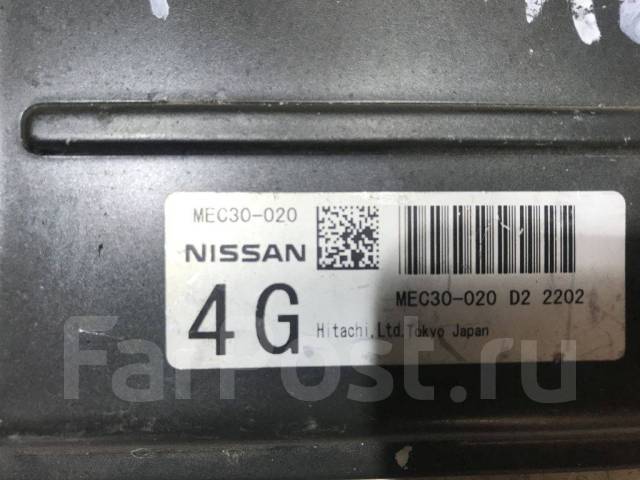 MEC30-020
NISSAN
4G
MEC30-020 D2 2202
Hitachi,Ltd.Tokyo Japan
FarPost.ru